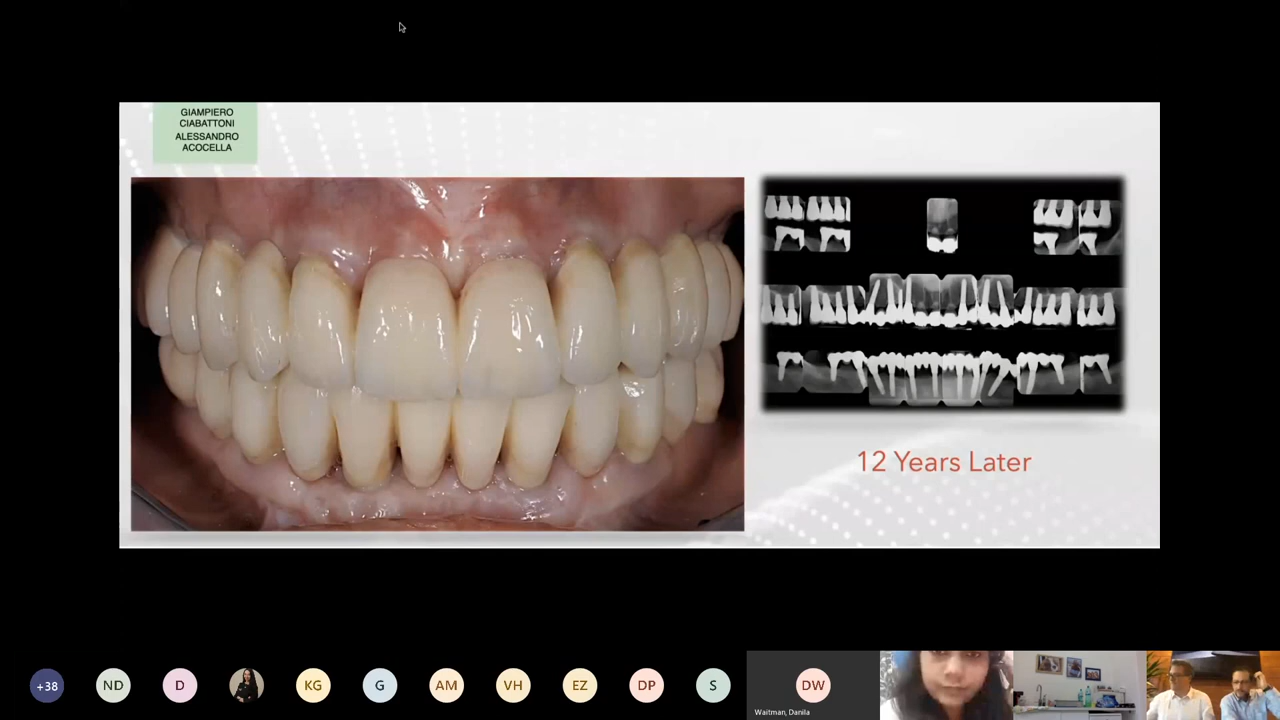 GIAMPIERO
CIABATTONI
ALESSANDRO
ACOCELLA
12 Years Later
+38
ND
D
KG
G
AM
VH
EZ
DP
S
DW
Waitman, Danila